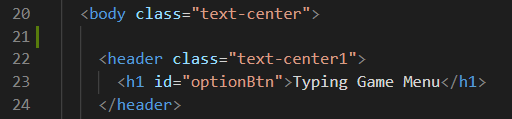 20 <body class="text-center">
21
22 <header class="text-center1">
23 <h1 id="optionBtn">Typing Game Menu</h1>
24 </header>